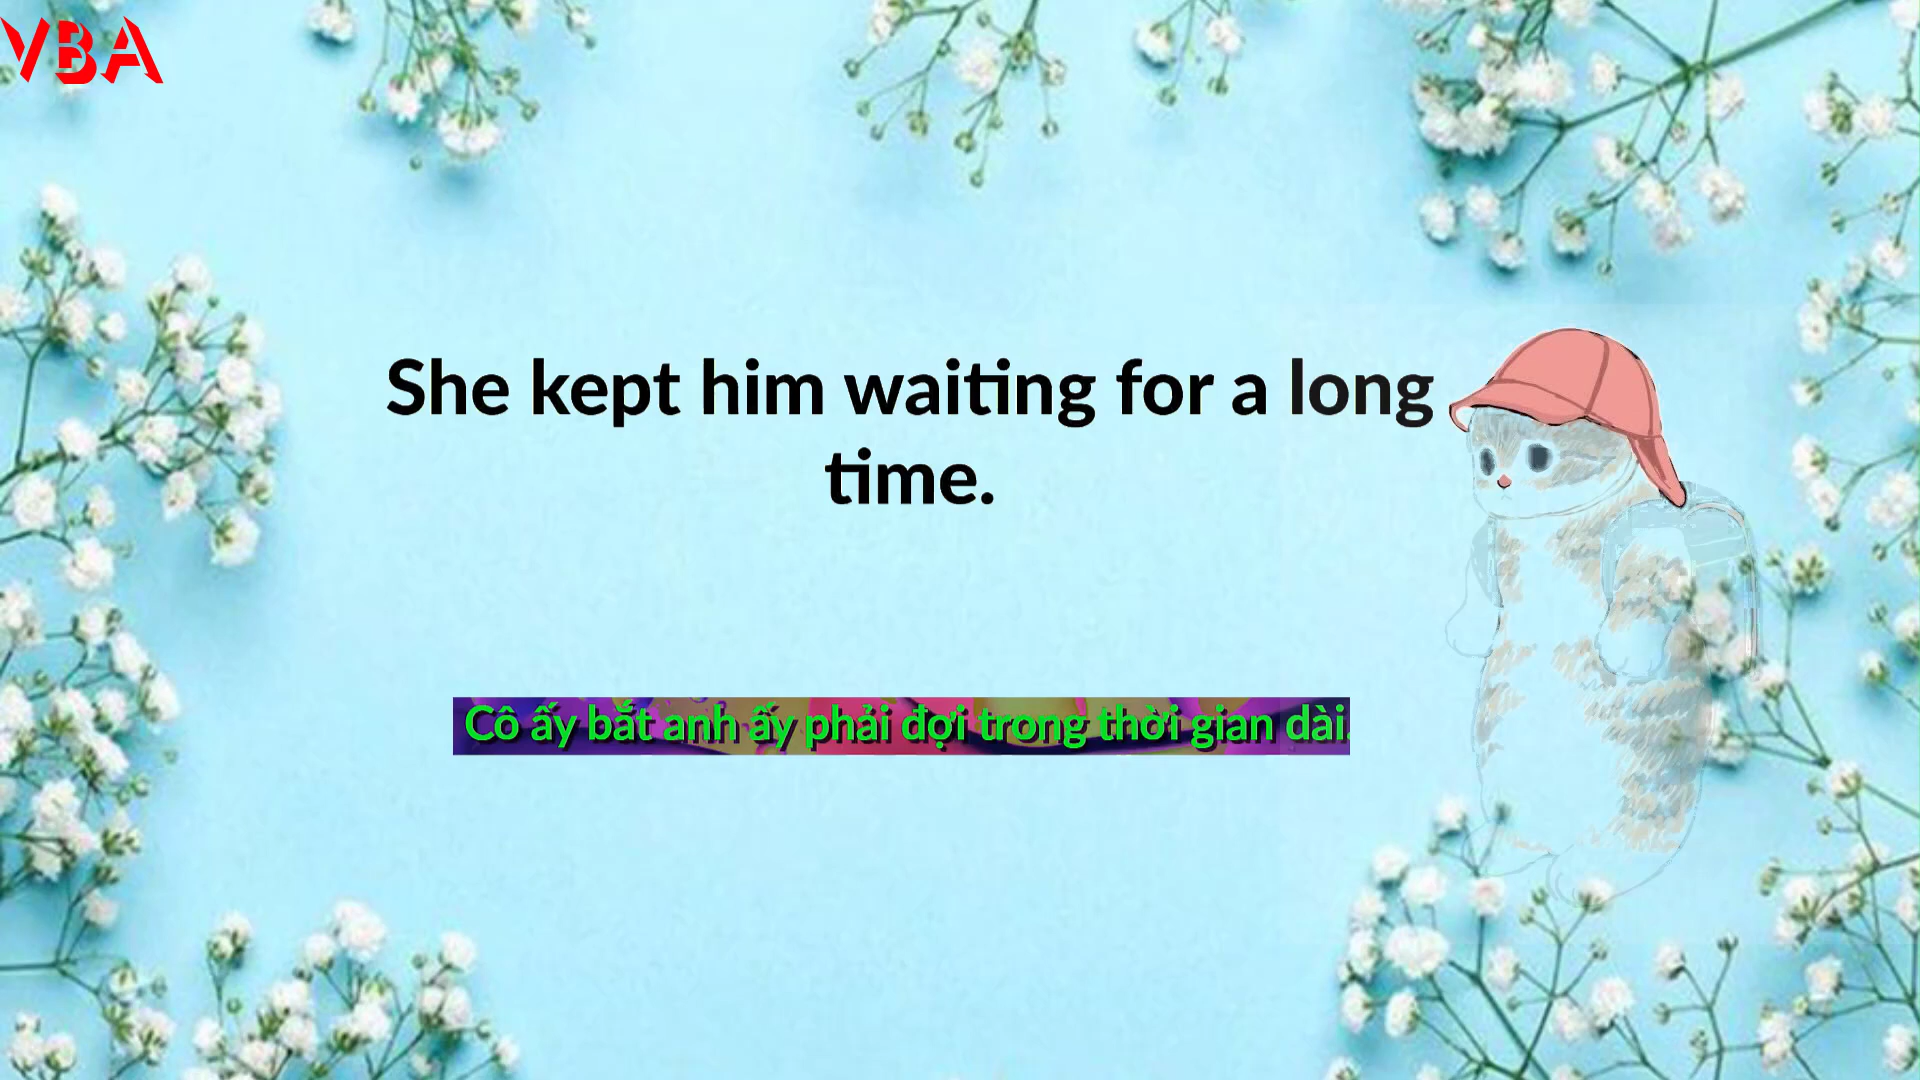 VBA
She kept him waiting for a long
time.
Cô ấy bắt anh ấy phải đợi trong thời gian dài.